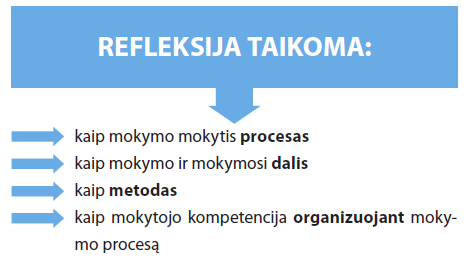 REFLEKSIJA TAIKOMA:
kaip mokymo mokytis procesas
kaip mokymo ir mokymosi dalis
kaip metodas
kaip mokytojo kompetencija organizuojant moky-
mo procesą